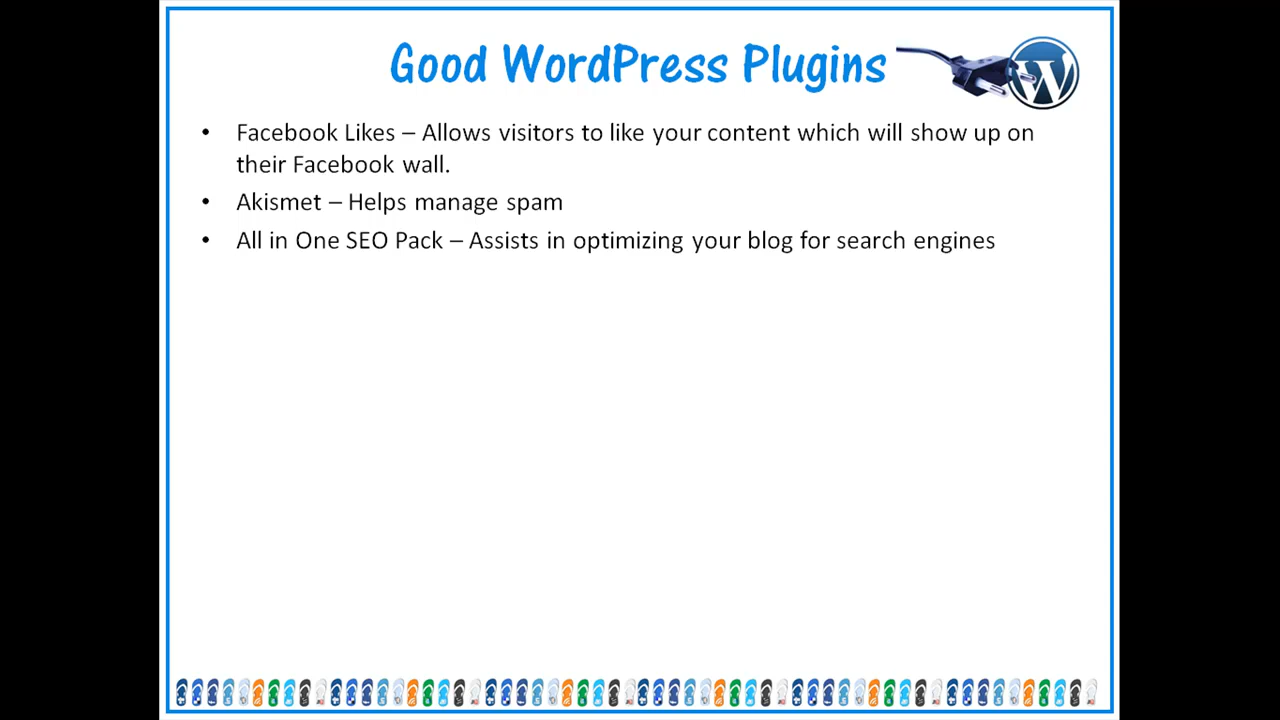 Good WordPress Plugins
• Facebook Likes – Allows visitors to like your content which will show up on
their Facebook wall.
• Akismet – Helps manage spam
• All in One SEO Pack – Assists in optimizing your blog for search engines